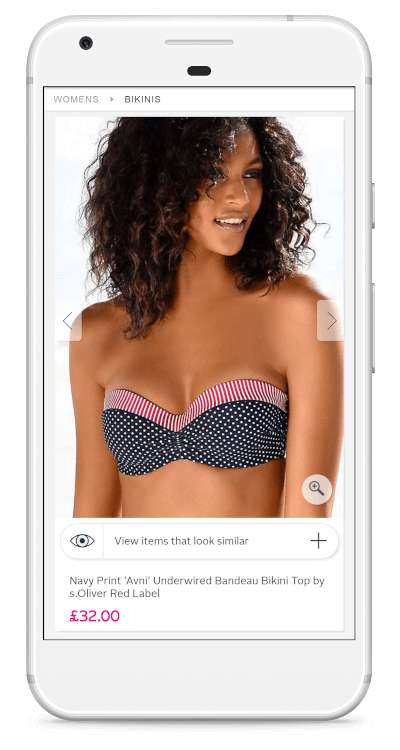 WOMENS BIKINIS
View items that look similar
Navy Print ‘Avni’ Underwired Bandeau Bikini Top by
s.Oliver Red Label
£32.00